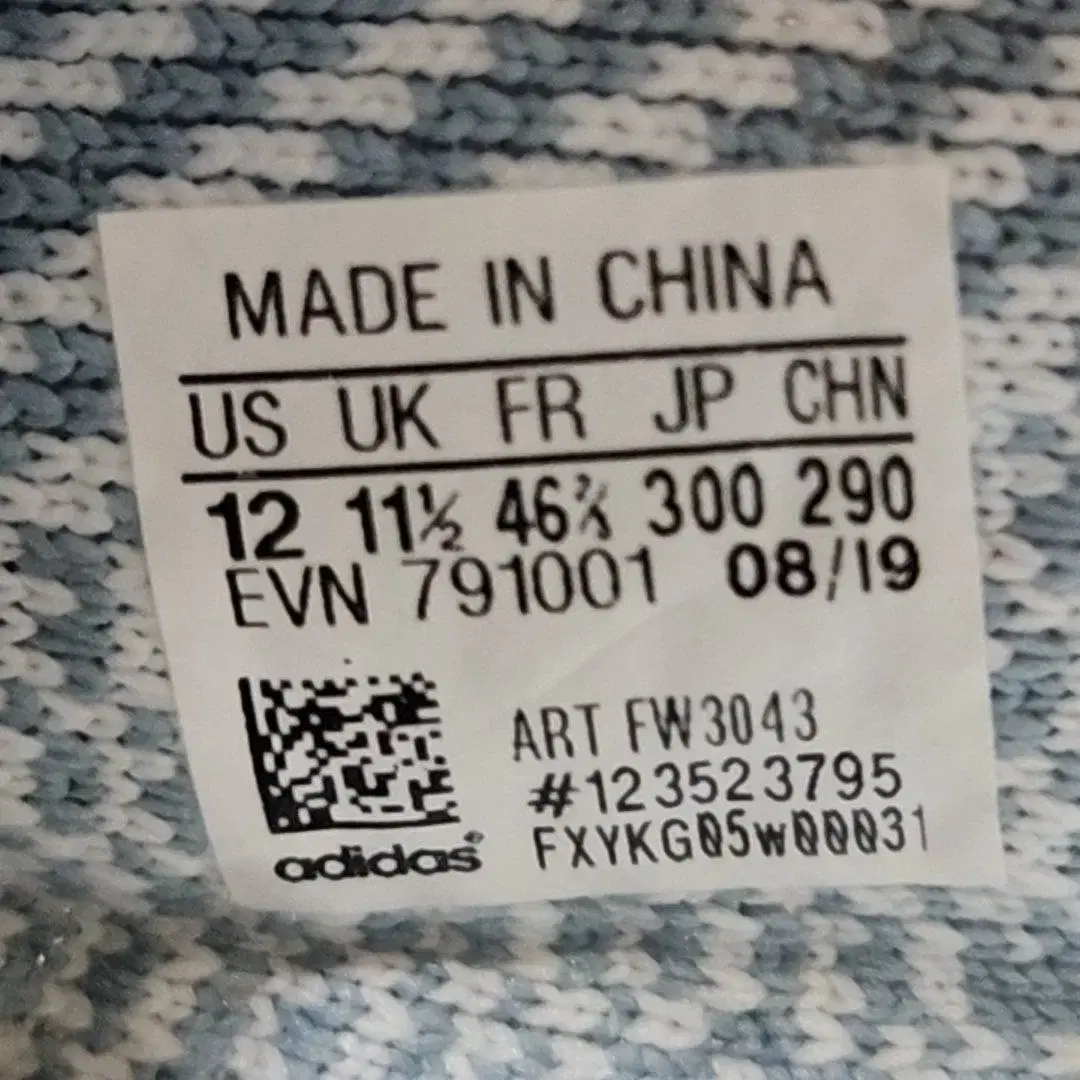 MADE IN CHINA
US UK FR JP CHN
12 11½ 46⅔ 300 290
EVN 791001 08/19
ART FW3043
#123523795
FXYKG05w00031
adidas®